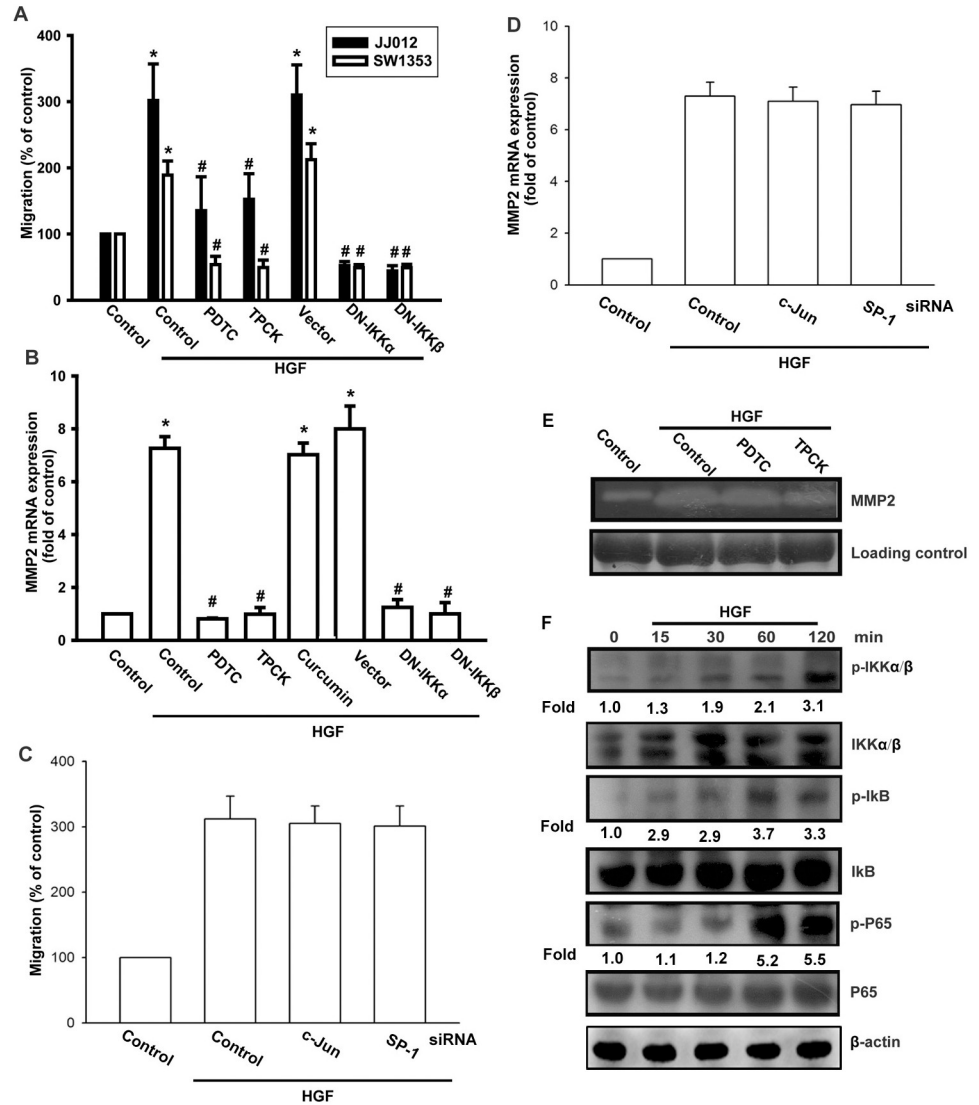 A
Migration (% of control)
400
300
200
100
0
JJ012
SW1353
*
*
#
#
#
#
*
*
# #
##
Control
Control
PDTC
TPCK
Vector
DN-IKKα
DN-IKKβ
HGF
B
MMP2 mRNA expression
(fold of control)
10
8
6
4
2
0
*
#
#
*
*
#
#
Control
Control
PDTC
TPCK
Curcumin
Vector
DN-IKKα
DN-IKKβ
HGF
C
Migration (% of control)
400
300
200
100
0
Control
Control
c-Jun
SP-1
siRNA
HGF
D
MMP2 mRNA expression
(fold of control)
10
8
6
4
2
0
Control
Control
c-Jun
SP-1
siRNA
HGF
E
HGF
Control
Control
PDTC
TPCK
MMP2
Loading control
F
HGF
0 15 30 60 120 min
p-IKKα/β
Fold 1.0 1.3 1.9 2.1 3.1
IKKα/β
p-IkB
Fold 1.0 2.9 2.9 3.7 3.3
IkB
p-P65
Fold 1.0 1.1 1.2 5.2 5.5
P65
β-actin